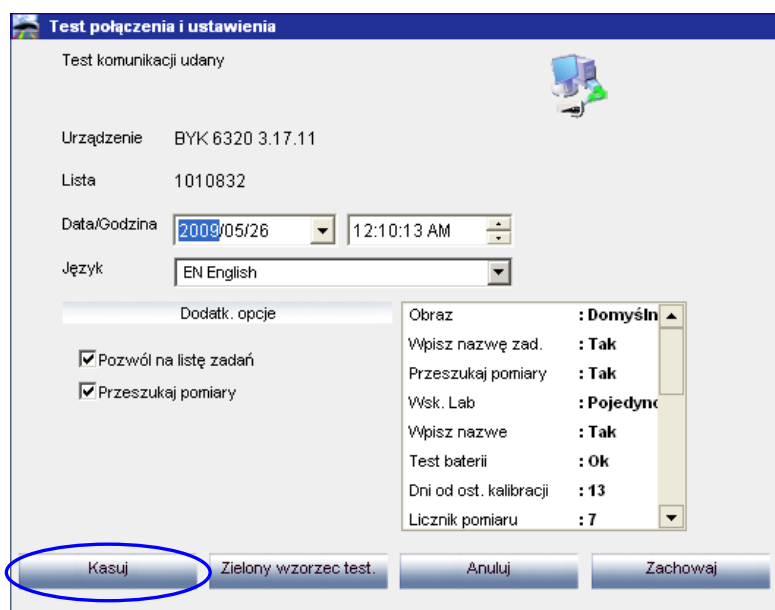 Test połączenia i ustawienia
Test komunikacji udany
Urządzenie BYK 6320 3.17.11
Lista 1010832
Data/Godzina 2009/05/26 12:10:13 AM
Język EN English
Dodatk. opcje
Pozwól na listę zadań
Przeszukaj pomiary
Obraz : Domyśln
Wpisz nazwę zad. : Tak
Przeszukaj pomiary : Tak
Wsk. Lab : Pojedync
Wpisz nazwe : Tak
Test baterii : Ok
Dni od ost. kalibracji : 13
Licznik pomiaru : 7
Kasuj Zielony wzorzec test. Anuluj Zachowaj